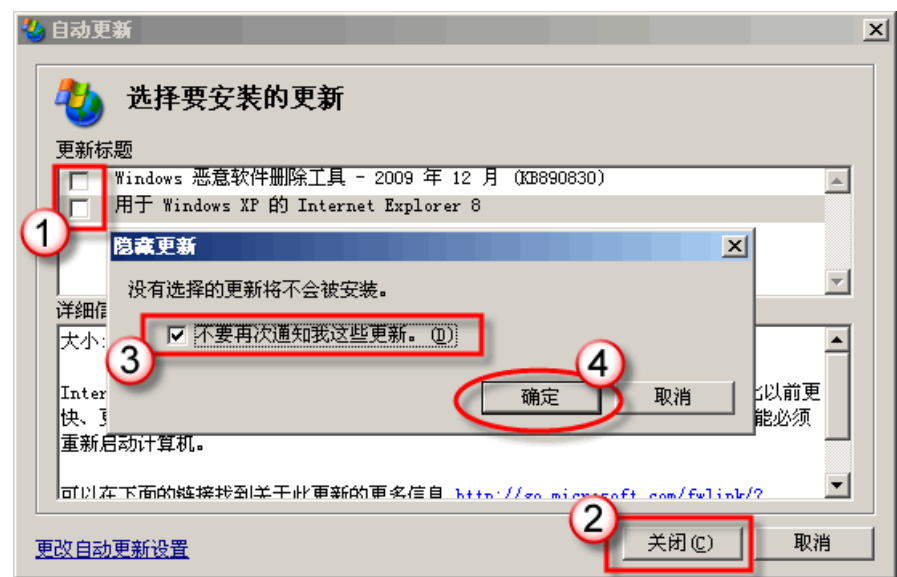 自动更新
选择要安装的更新
更新标题
Windows 恶意软件删除工具 - 2009 年 12 月 (KB890830)
用于 Windows XP 的 Internet Explorer 8
1
隐藏更新
没有选择的更新将不会被安装。
详细信
不要再次通知我这些更新。(D)
大小:
3
4
确定
取消
Inter
比以前更
快、
能必须
重新启动计算机。
可以在下面的链接找到关于此更新的更多信息 http://go.microsoft.com/fwlink/?
2
更改自动更新设置
关闭(C)
取消